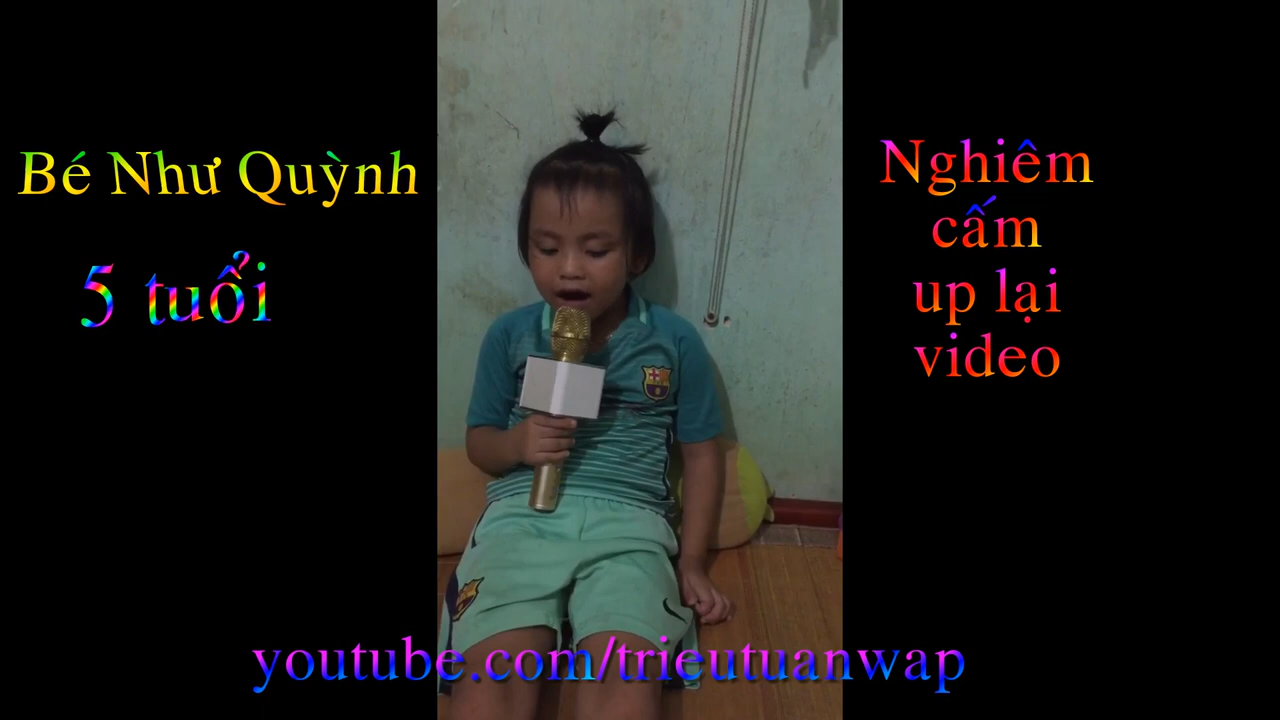 Bé Như Quỳnh
5 tuổi
Nghiêm
cấm
up lại
video
youtube.com/trieutuanwap